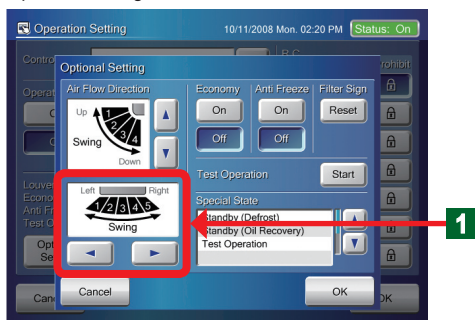 Operation Setting 10/11/2008 Mon. 02:20 PM Status: On
Optional Setting
Air Flow Direction Economy Anti Freeze Filter Sign
Up 1 2 3 4 Swing Down
On On Reset
Off Off
Test Operation Start
Left Right
1 2 3 4 5
Swing
Special State
Standby (Defrost)
Standby (Oil Recovery)
Test Operation
Cancel OK
1